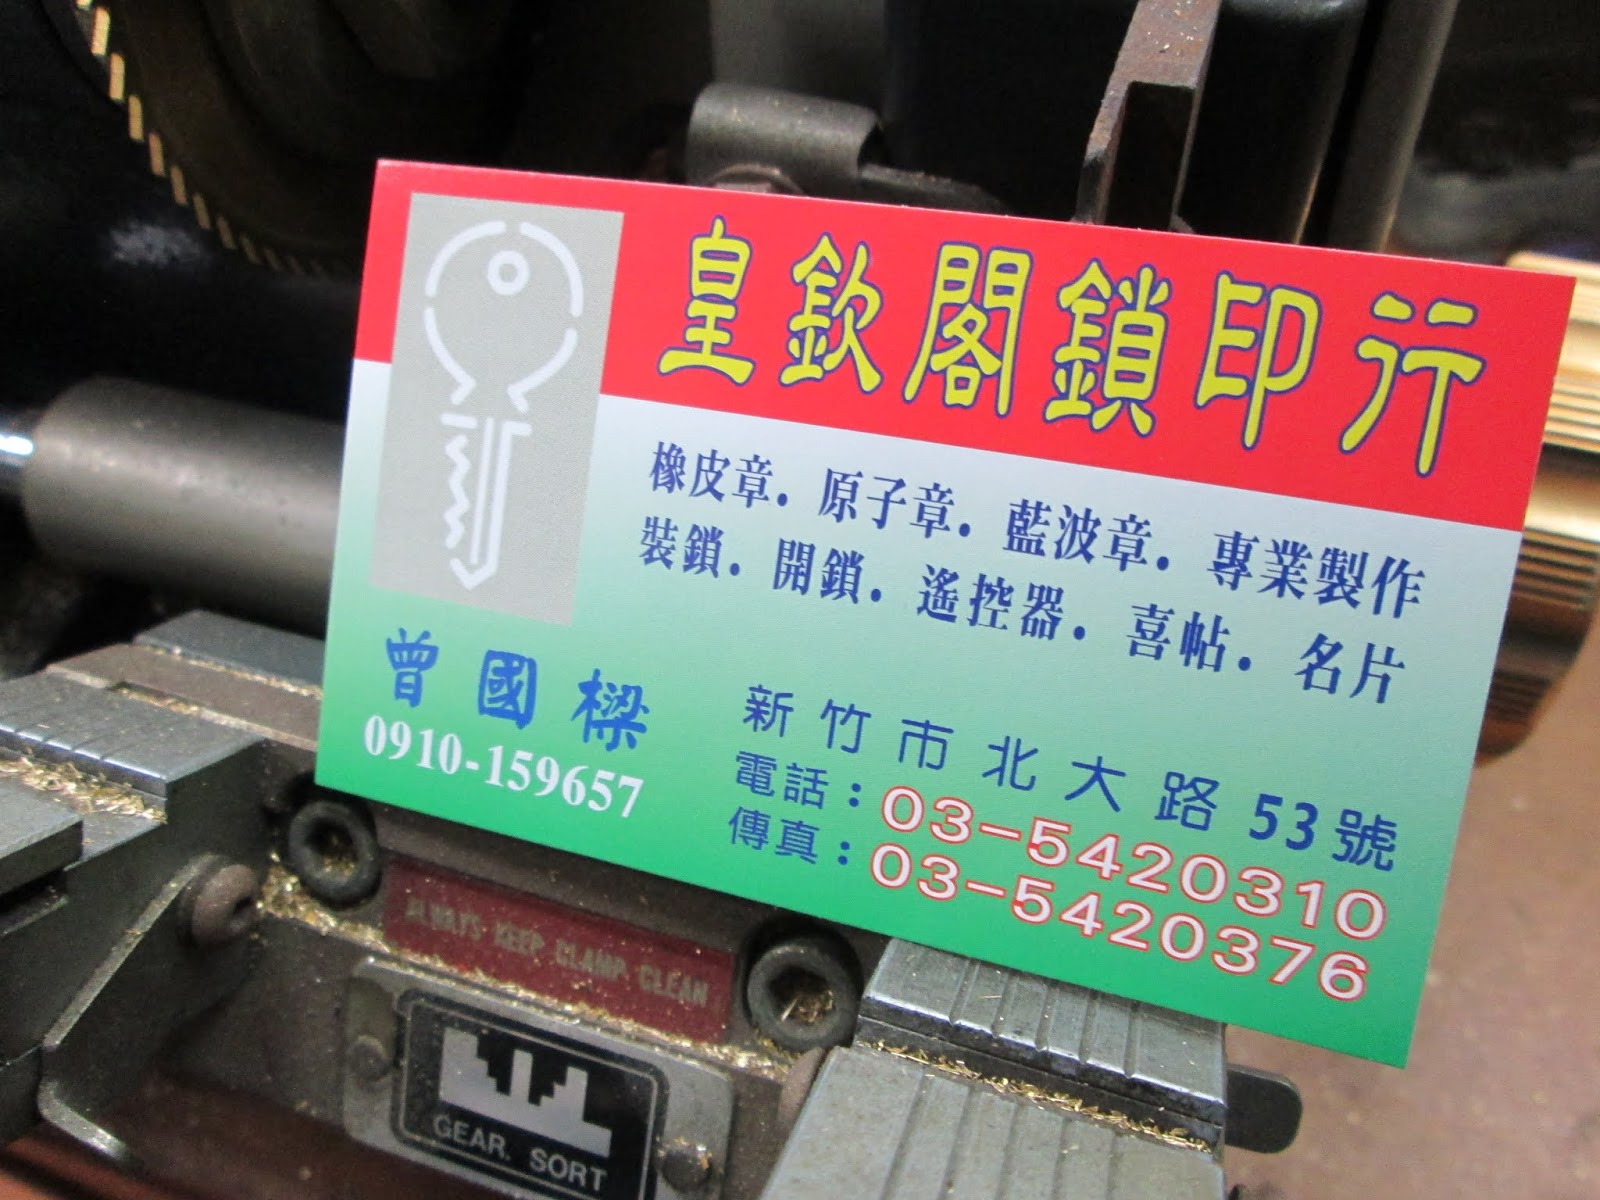 皇欽閣鎖印行
橡皮章. 原子章. 藍波章. 專業製作
裝鎖. 開鎖. 遙控器. 喜帖. 名片
曾國樑
0910-159657
新竹市北大路53號
電話：03-5420310
傳真：03-5420376
ALWAYS KEEP CLAMP CLEAN
GEAR. SORT